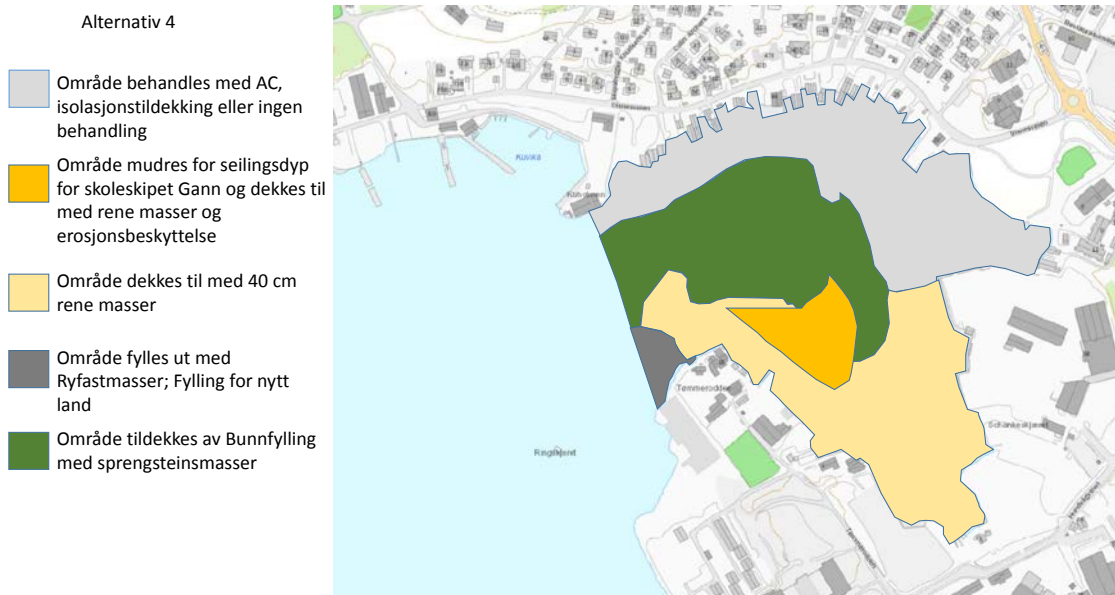 Alternativ 4
Område behandles med AC,
isolasjonstildekking eller ingen
behandling
Område mudres for seilingsdyp
for skoleskipet Gann og dekkes til
med rene masser og
erosjonsbeskyttelse
Område dekkes til med 40 cm
rene masser
Område fylles ut med
Ryfastmasser; Fylling for nytt
land
Område tildekkes av Bunnfylling
med sprengsteinsmasser
Tømmerodden